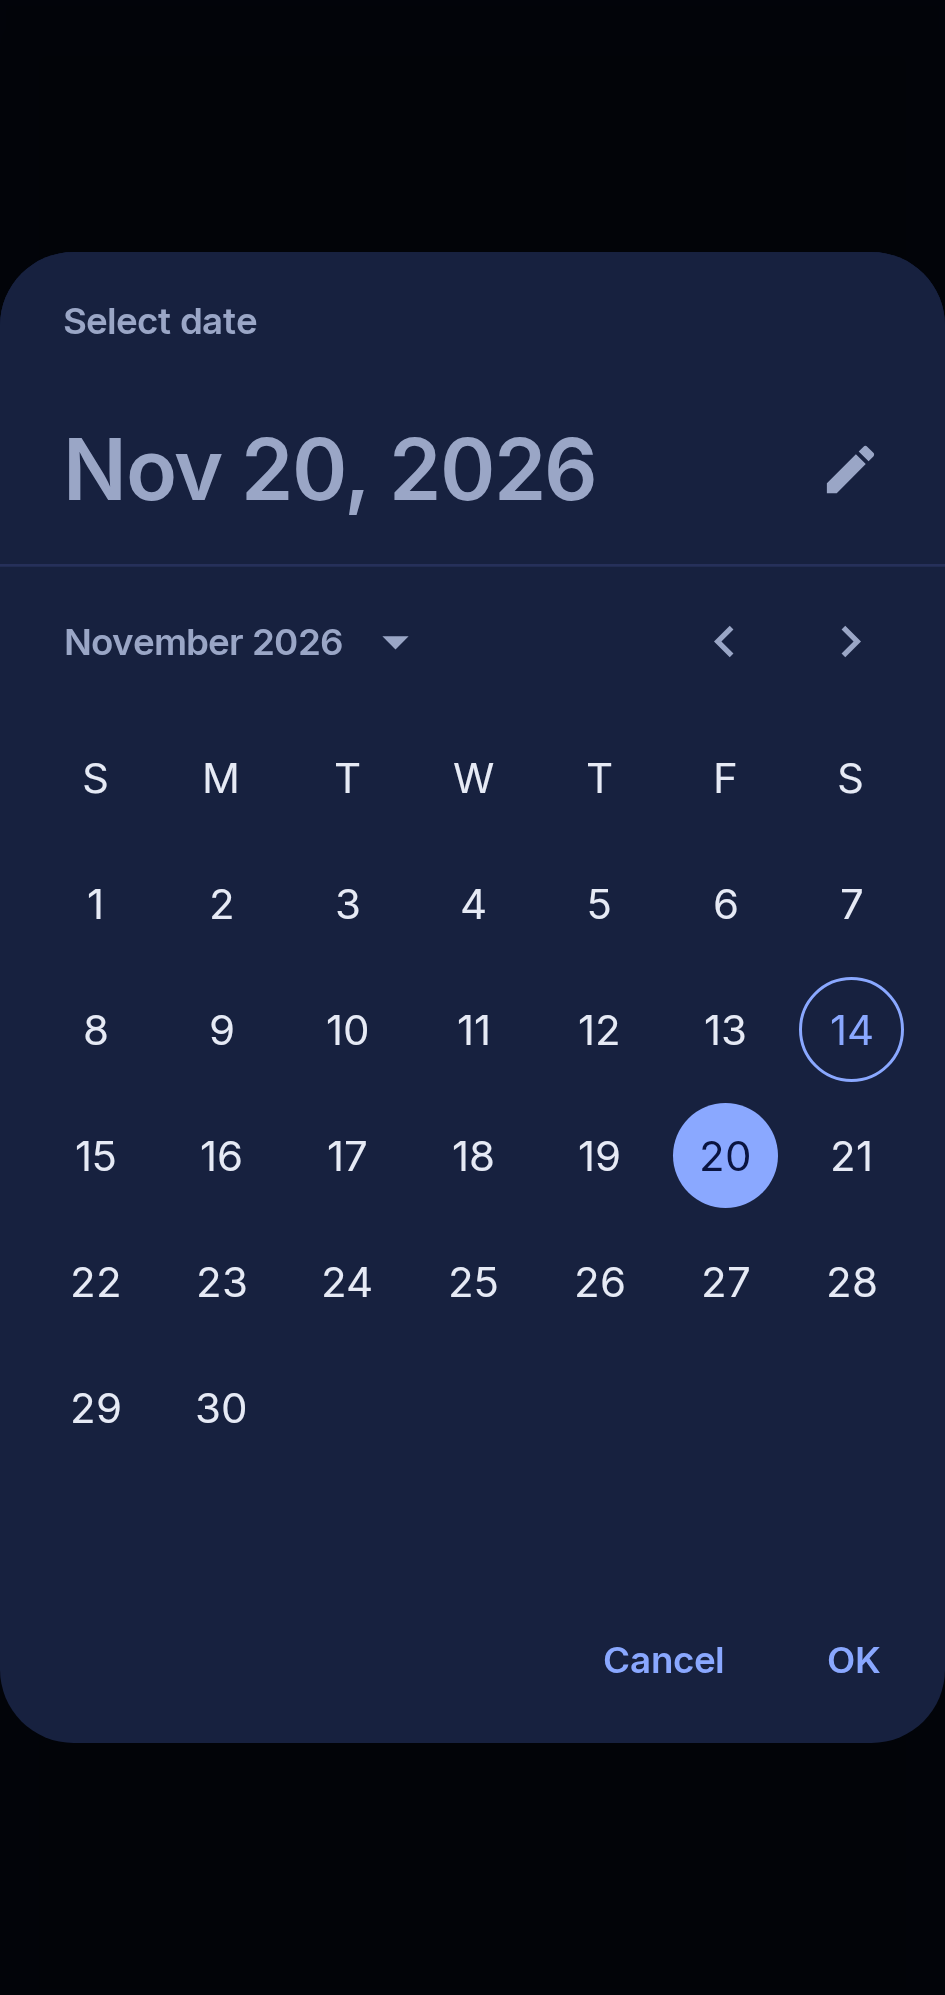 Select date
Nov 20, 2026
November 2026
S M T W T F S
1 2 3 4 5 6 7
8 9 10 11 12 13 14
15 16 17 18 19 20 21
22 23 24 25 26 27 28
29 30
Cancel OK